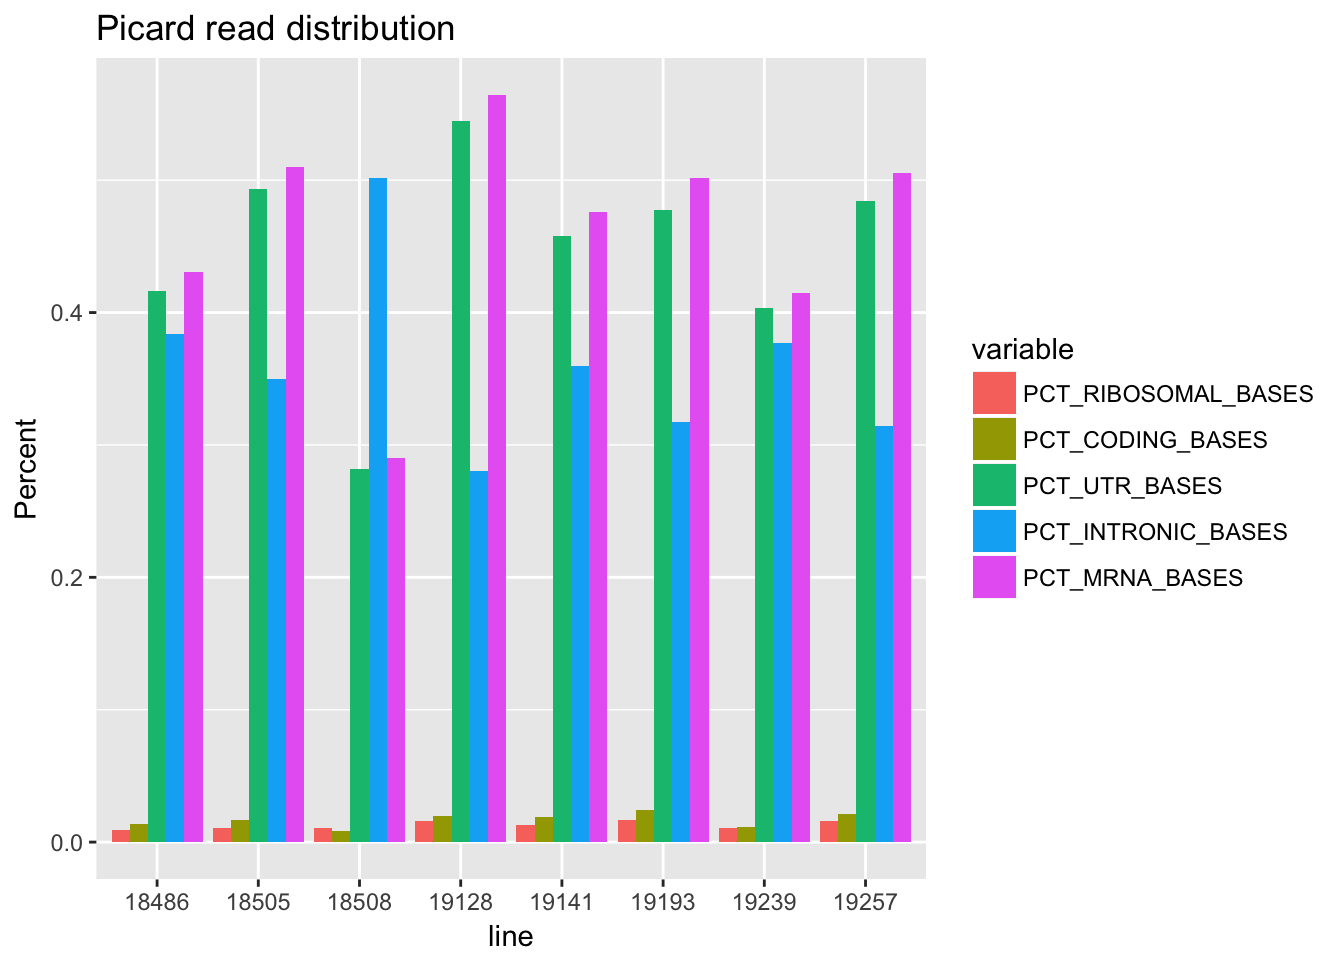 Picard read distribution
Percent
0.4
0.2
0.0
18486 18505 18508 19128 19141 19193 19239 19257
line
variable
PCT_RIBOSOMAL_BASES
PCT_CODING_BASES
PCT_UTR_BASES
PCT_INTRONIC_BASES
PCT_MRNA_BASES